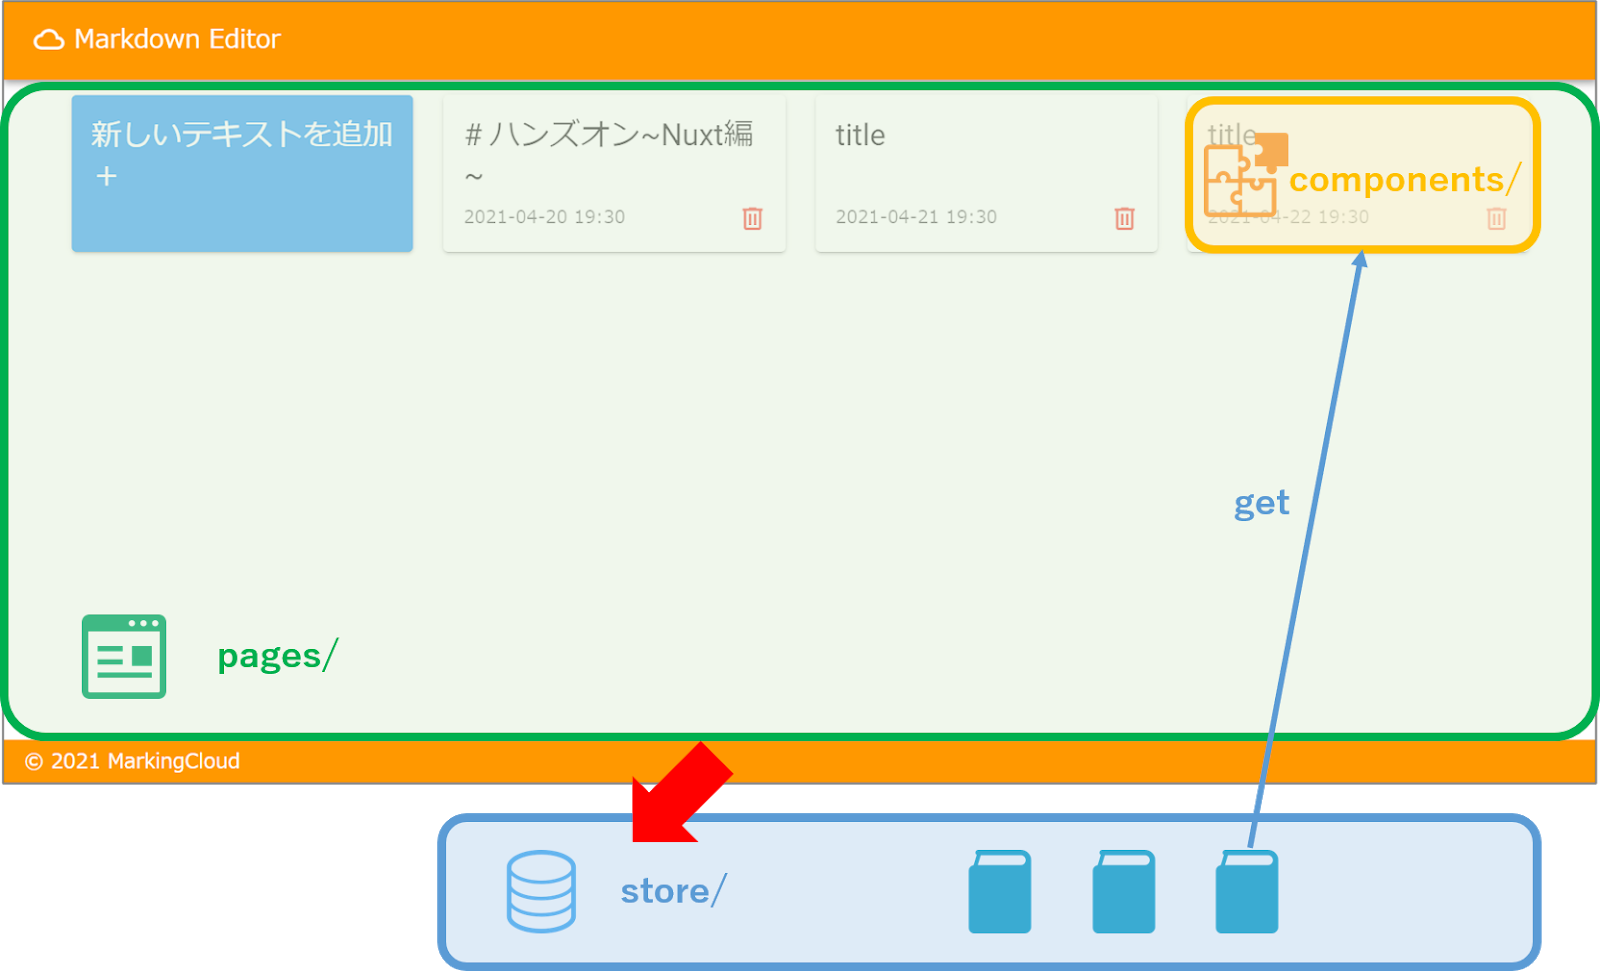 Markdown Editor
新しいテキストを追加
+
# ハンズオン~Nuxt編
~
2021-04-20 19:30
title
2021-04-21 19:30
title
components/
2021-04-22 19:30
get
pages/
© 2021 MarkingCloud
store/